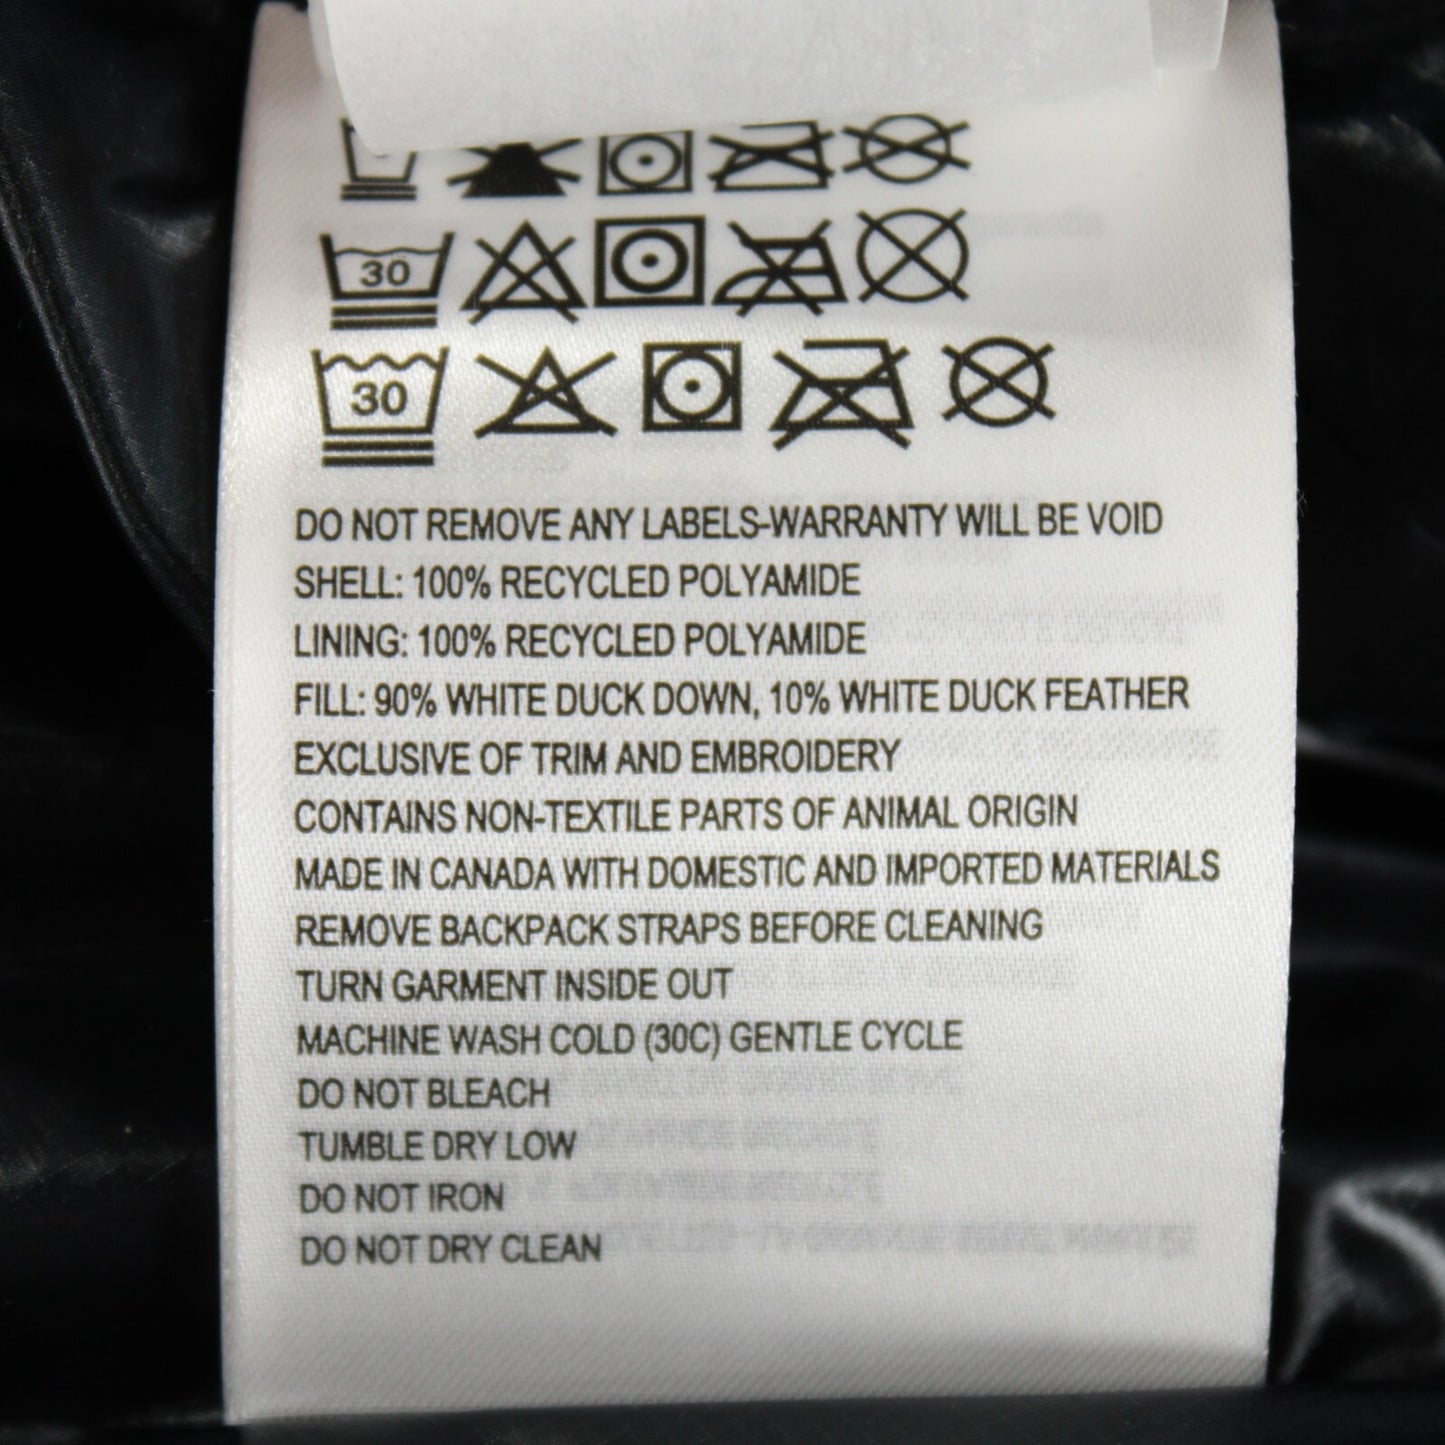 30
30
DO NOT REMOVE ANY LABELS-WARRANTY WILL BE VOID
SHELL: 100% RECYCLED POLYAMIDE
LINING: 100% RECYCLED POLYAMIDE
FILL: 90% WHITE DUCK DOWN, 10% WHITE DUCK FEATHER
EXCLUSIVE OF TRIM AND EMBROIDERY
CONTAINS NON-TEXTILE PARTS OF ANIMAL ORIGIN
MADE IN CANADA WITH DOMESTIC AND IMPORTED MATERIALS
REMOVE BACKPACK STRAPS BEFORE CLEANING
TURN GARMENT INSIDE OUT
MACHINE WASH COLD (30C) GENTLE CYCLE
DO NOT BLEACH
TUMBLE DRY LOW
DO NOT IRON
DO NOT DRY CLEAN